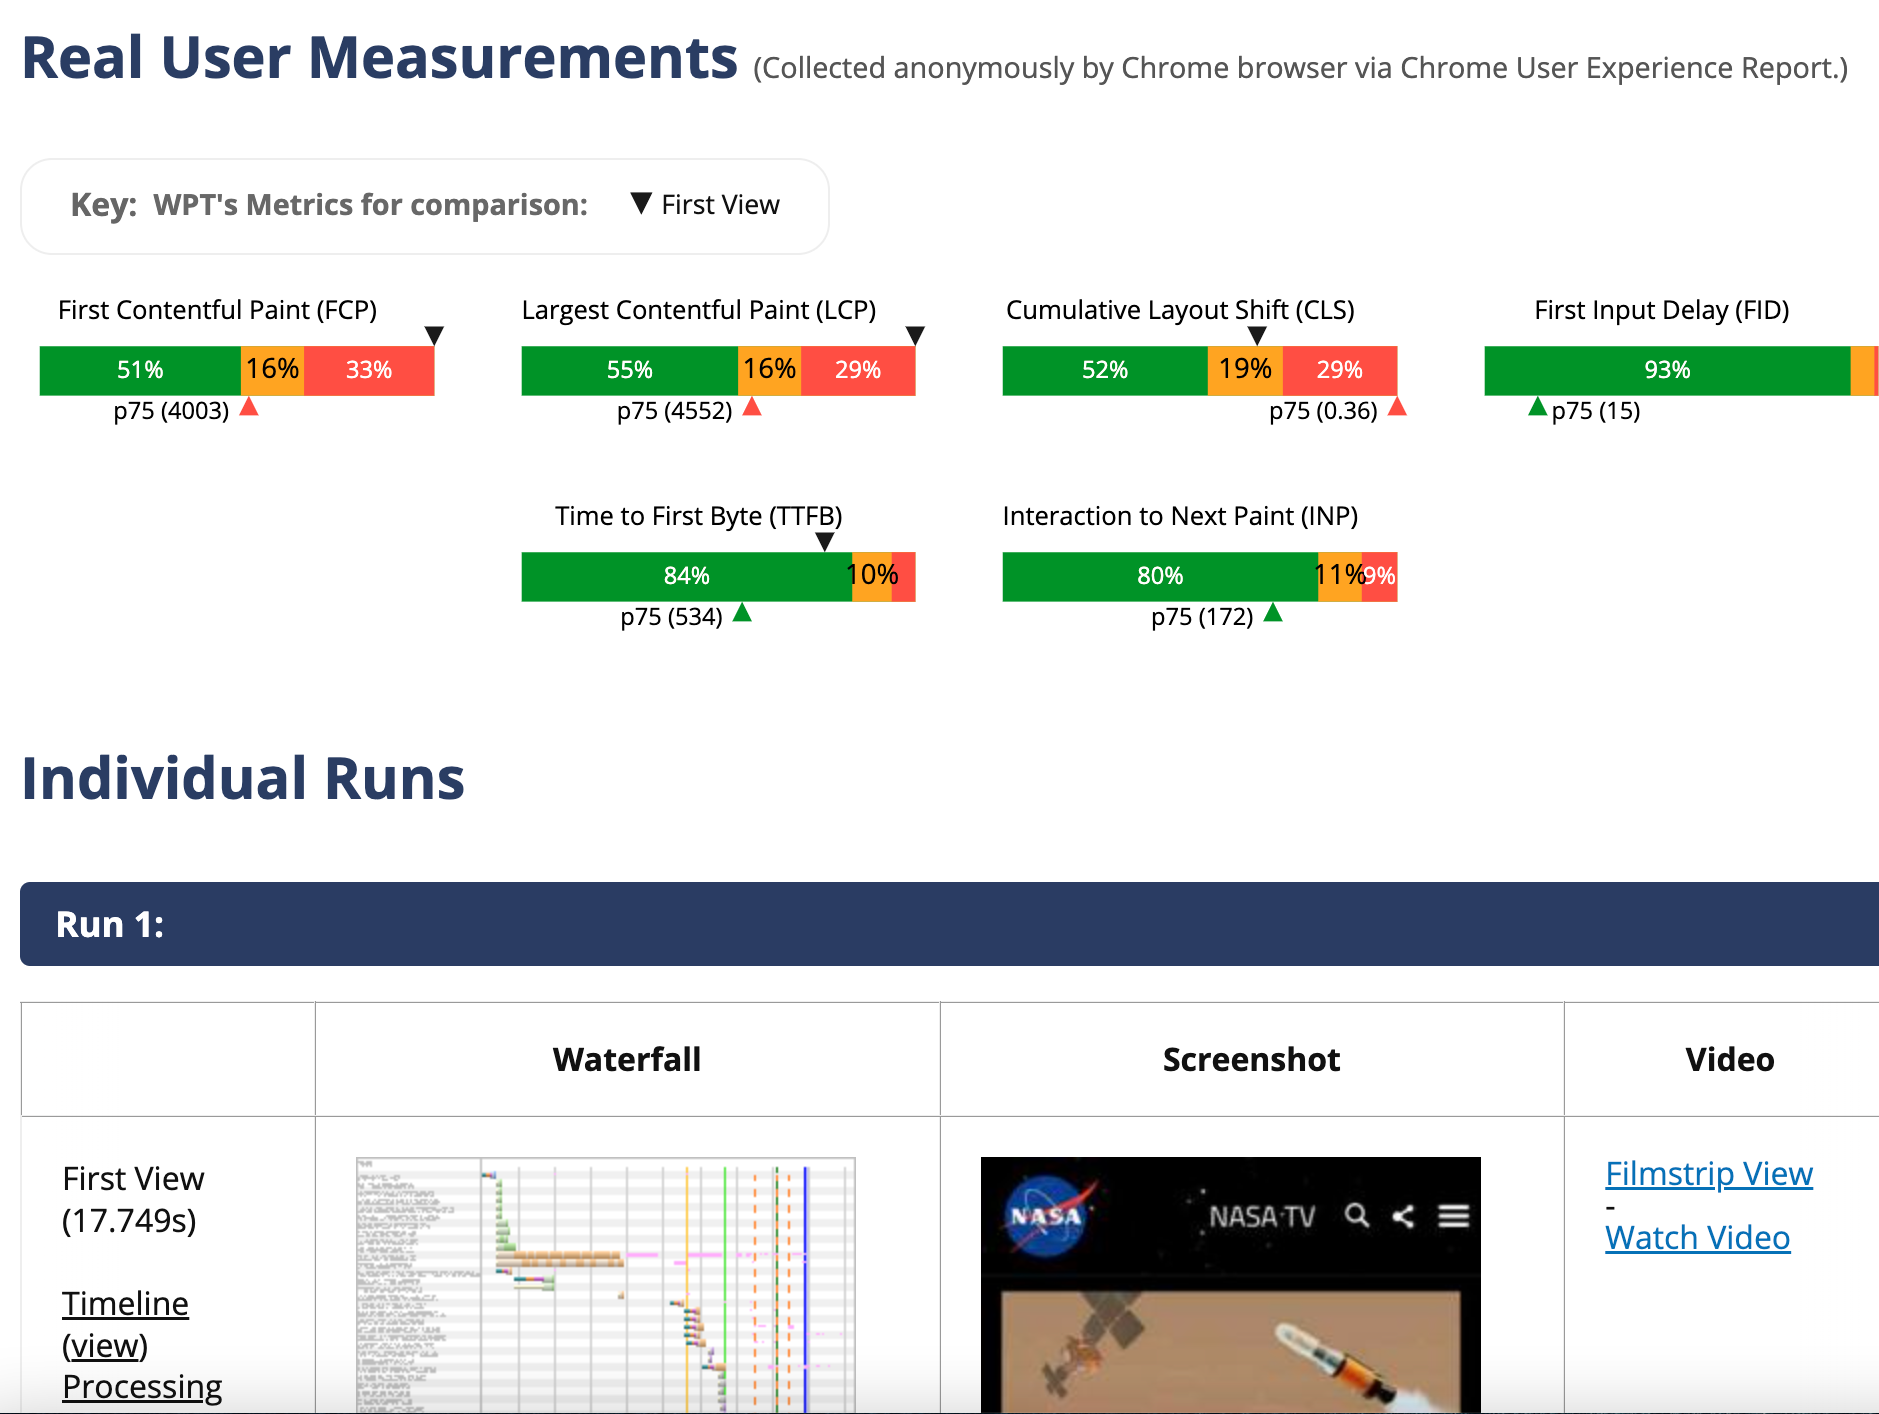 Real User Measurements (Collected anonymously by Chrome browser via Chrome User Experience Report.)
Key: WPT's Metrics for comparison: ▼ First View
First Contentful Paint (FCP)
51% 16% 33%
p75 (4003)
Largest Contentful Paint (LCP)
55% 16% 29%
p75 (4552)
Cumulative Layout Shift (CLS)
52% 19% 29%
p75 (0.36)
First Input Delay (FID)
93%
p75 (15)
Time to First Byte (TTFB)
84% 10%
p75 (534)
Interaction to Next Paint (INP)
80% 11% 9%
p75 (172)
Individual Runs
Run 1:
Waterfall Screenshot Video
First View
(17.749s)
Timeline
(view)
Processing
NASA
NASA TV
Filmstrip View
-
Watch Video